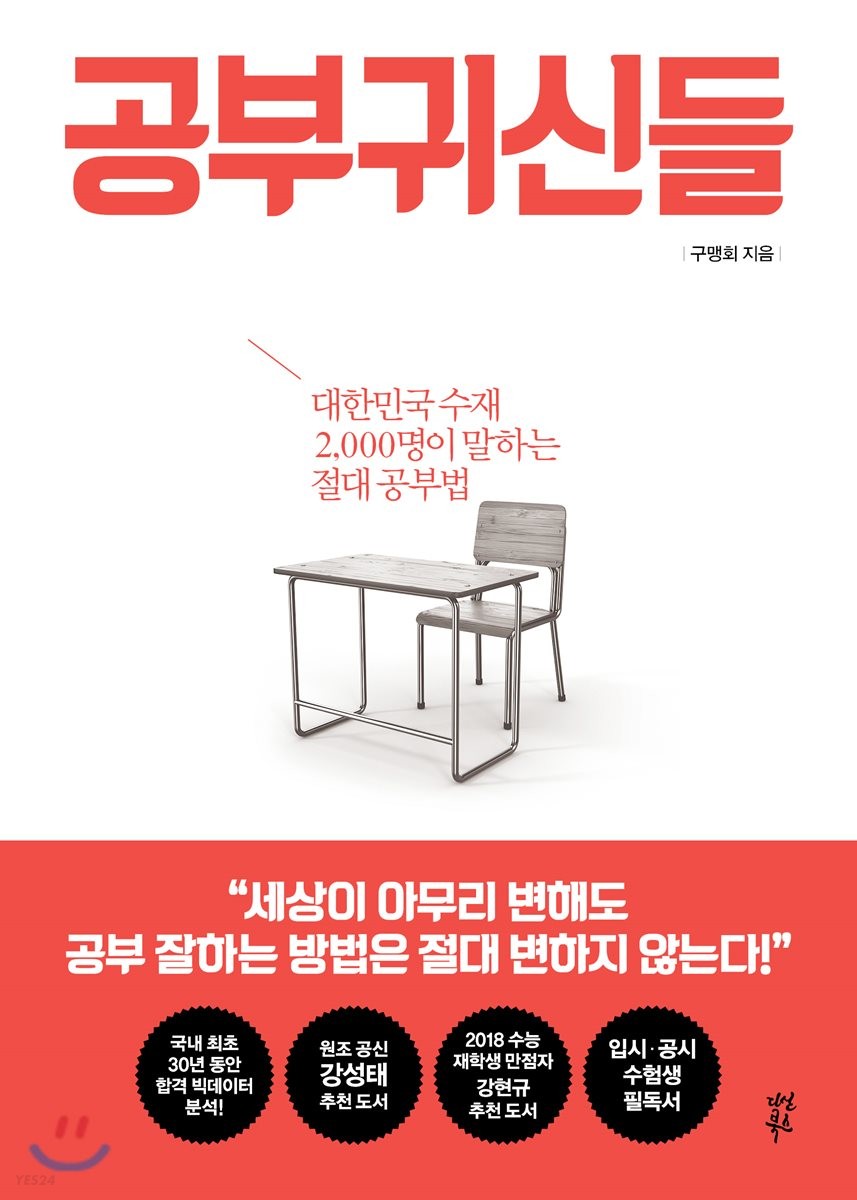 공부귀신들
구맹회 지음
대한민국 수재
2,000명이 말하는
절대 공부법
“세상이 아무리 변해도
공부 잘하는 방법은 절대 변하지 않는다!”
국내 최초
30년 동안
합격 빅데이터
분석!
원조 공신
강성태
추천 도서
2018 수능
재학생 만점자
강현규
추천 도서
입시·공시
수험생
필독서
다산
북스
YES24